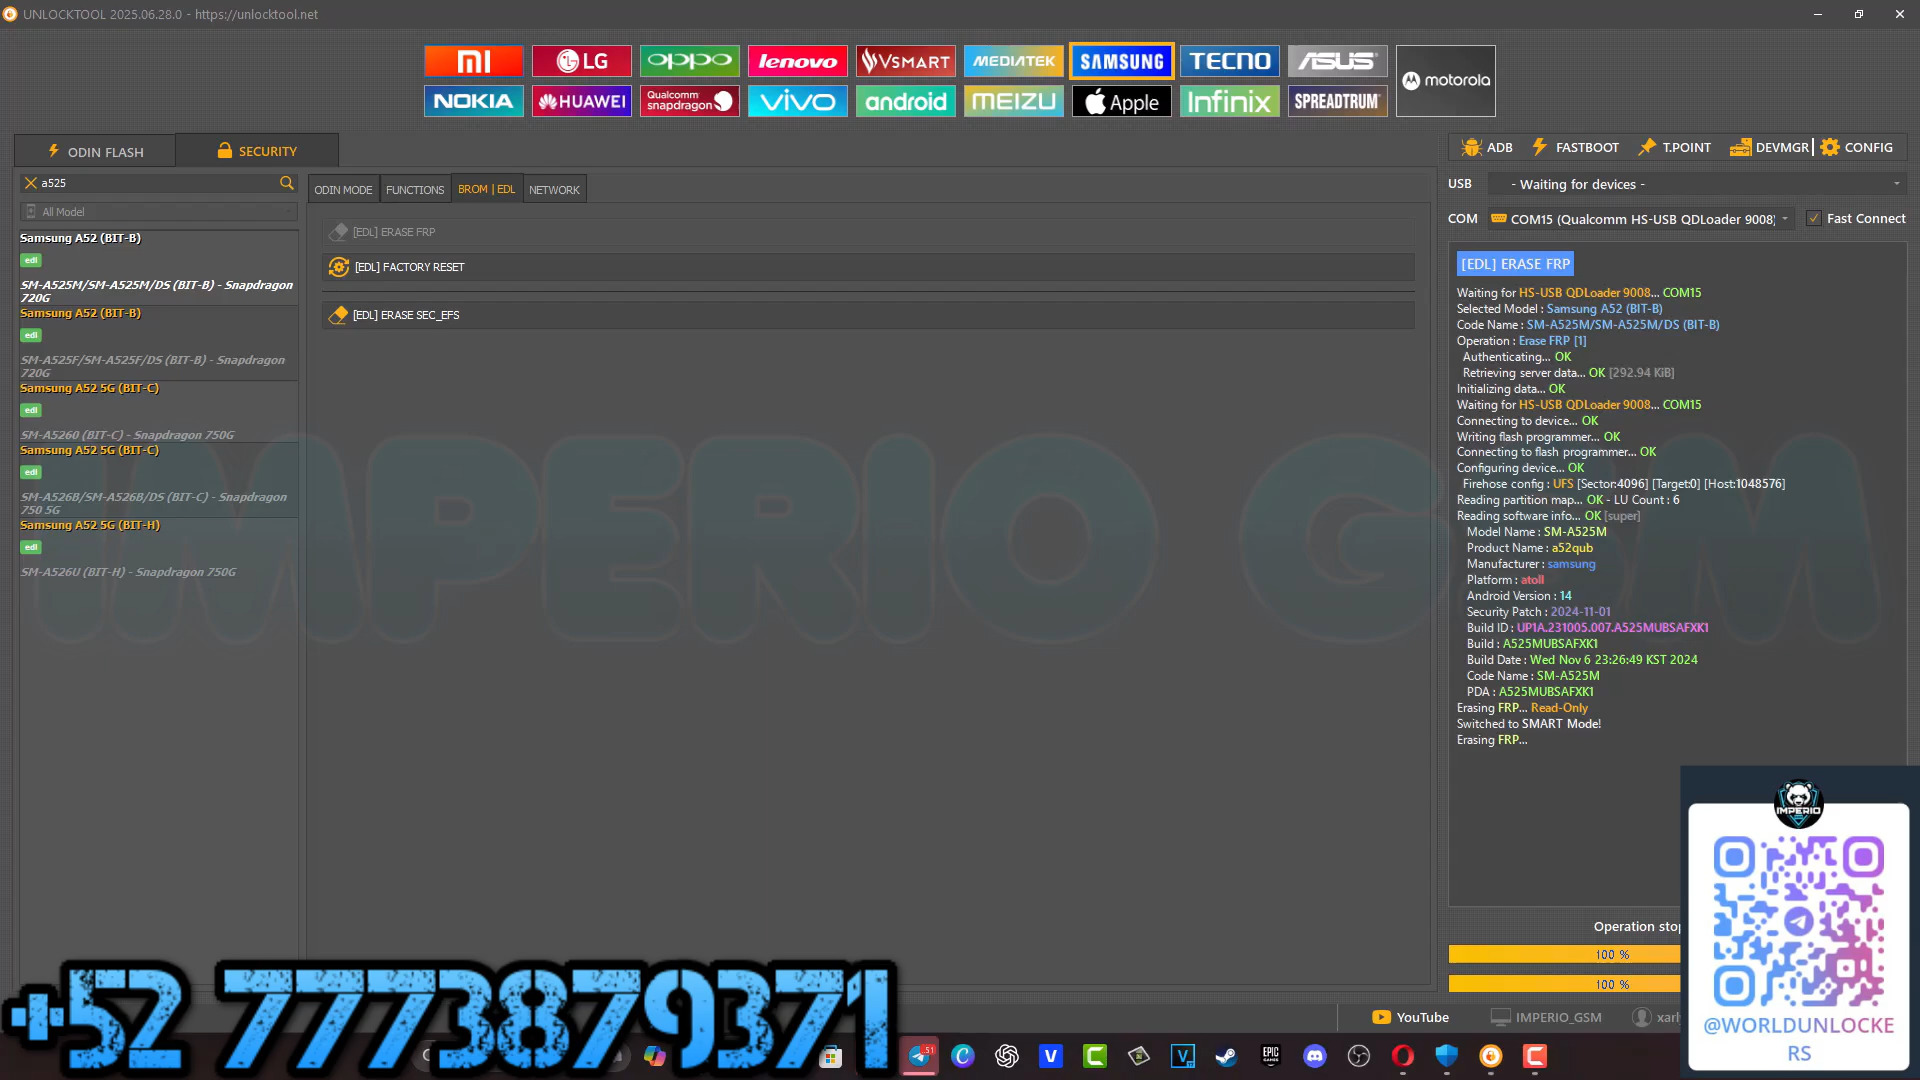 UNLOCKTOOL 2025.06.28.0 - https://unlocktool.net
MI LG oppo lenovo VSMART MEDIATEK SAMSUNG TECNO ASUS motorola
NOKIA HUAWEI Qualcomm snapdragon vivo android MEIZU Apple Infinix SPREADTRUM
ODIN FLASH
SECURITY
ADB FASTBOOT T.POINT DEVMGR CONFIG
a525
All Model
Samsung A52 (BIT-B)
edl
SM-A525M/SM-A525M/DS (BIT-B) - Snapdragon
720G
Samsung A52 (BIT-B)
edl
SM-A525F/SM-A525F/DS (BIT-B) - Snapdragon
720G
Samsung A52 5G (BIT-C)
edl
SM-A5260 (BIT-C) - Snapdragon 750G
Samsung A52 5G (BIT-C)
edl
SM-A526B/SM-A526B/DS (BIT-C) - Snapdragon
750 5G
Samsung A52 5G (BIT-H)
edl
SM-A526U (BIT-H) - Snapdragon 750G
ODIN MODE FUNCTIONS BROM | EDL NETWORK
[EDL] ERASE FRP
[EDL] FACTORY RESET
[EDL] ERASE SEC_EFS
IMPERIO GSM
USB - Waiting for devices -
COM COM15 (Qualcomm HS-USB QDLoader 9008) Fast Connect
[EDL] ERASE FRP
Waiting for HS-USB QDLoader 9008... COM15
Selected Model : Samsung A52 (BIT-B)
Code Name : SM-A525M/SM-A525M/DS (BIT-B)
Operation : Erase FRP [1]
Authenticating... OK
Retrieving server data... OK [292.94 KiB]
Initializing data... OK
Waiting for HS-USB QDLoader 9008... COM15
Connecting to device... OK
Writing flash programmer... OK
Connecting to flash programmer... OK
Configuring device... OK
Firehose config : UFS [Sector:4096] [Target:0] [Host:1048576]
Reading partition map... OK - LU Count : 6
Reading software info... OK [super]
Model Name : SM-A525M
Product Name : a52qub
Manufacturer : samsung
Platform : atoll
Android Version : 14
Security Patch : 2024-11-01
Build ID : UP1A.231005.007.A525MUBSAFXK1
Build : A525MUBSAFXK1
Build Date : Wed Nov 6 23:26:49 KST 2024
Code Name : SM-A525M
PDA : A525MUBSAFXK1
Erasing FRP... Read-Only
Switched to SMART Mode!
Erasing FRP...
Operation stop
100 %
100 %
YouTube IMPERIO_GSM xarl
IMPERIO
@WORLDUNLOCKE
RS
+52 7773879371
51
EPIC